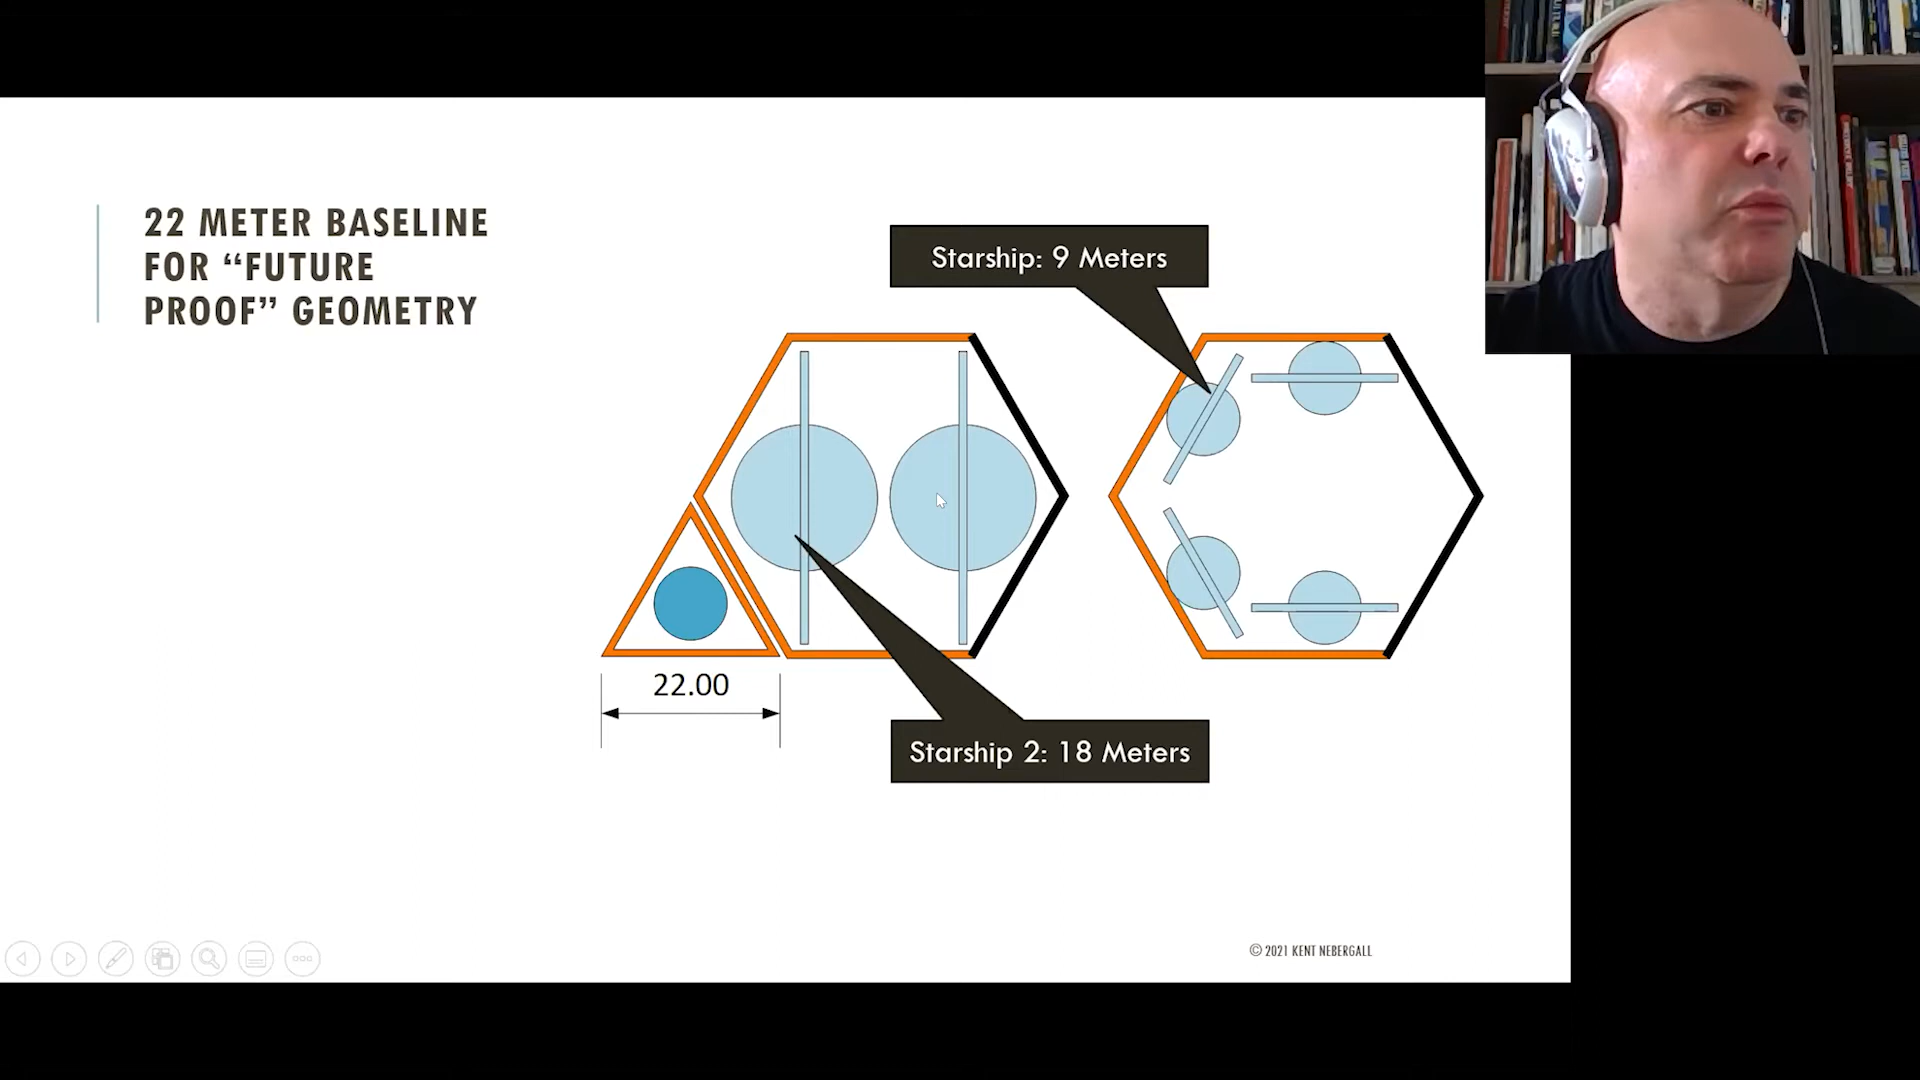 22 METER BASELINE
FOR “FUTURE
PROOF” GEOMETRY
Starship: 9 Meters
22.00
Starship 2: 18 Meters
© 2021 KENT NEBERGALL